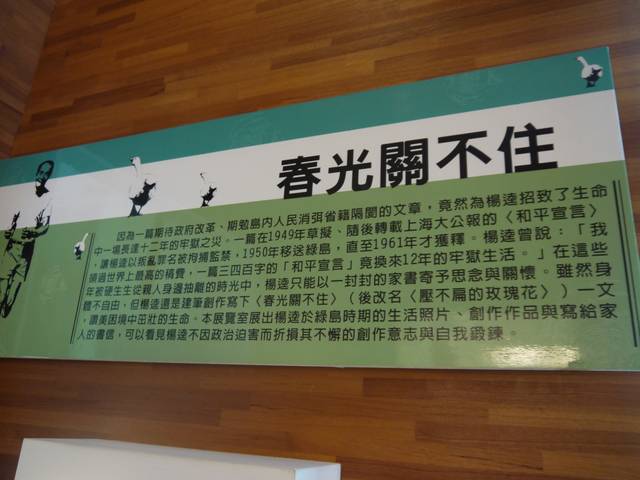 春光關不住
因為一篇期待政府改革、期勉島內人民消弭省籍隔閡的文章，竟然為楊逵招致了生命
中一場長達十二年的牢獄之災。一篇在1949年草擬、隨後轉載上海大公報的〈和平宣言〉
，讓楊逵以叛亂罪名被拘捕監禁，1950年移送綠島，直至1961年才獲釋。楊逵曾說：「我
領過世界上最高的稿費，一篇三四百字的「和平宣言」竟換來12年的牢獄生活。」在這些
年被硬生生從親人身邊抽離的時光中，楊逵只能以一封封的家書寄予思念與關懷。雖然身
體不自由，但楊逵還是建筆創作寫下〈春光關不住〉（後改名〈壓不扁的玫瑰花〉）一文
，讚美困境中茁壯的生命。本展覽室展出楊逵於綠島時期的生活照片、創作作品與寫給家
人的書信，可以看見楊逵不因政治迫害而折損其不懈的創作意志與自我鍛鍊。